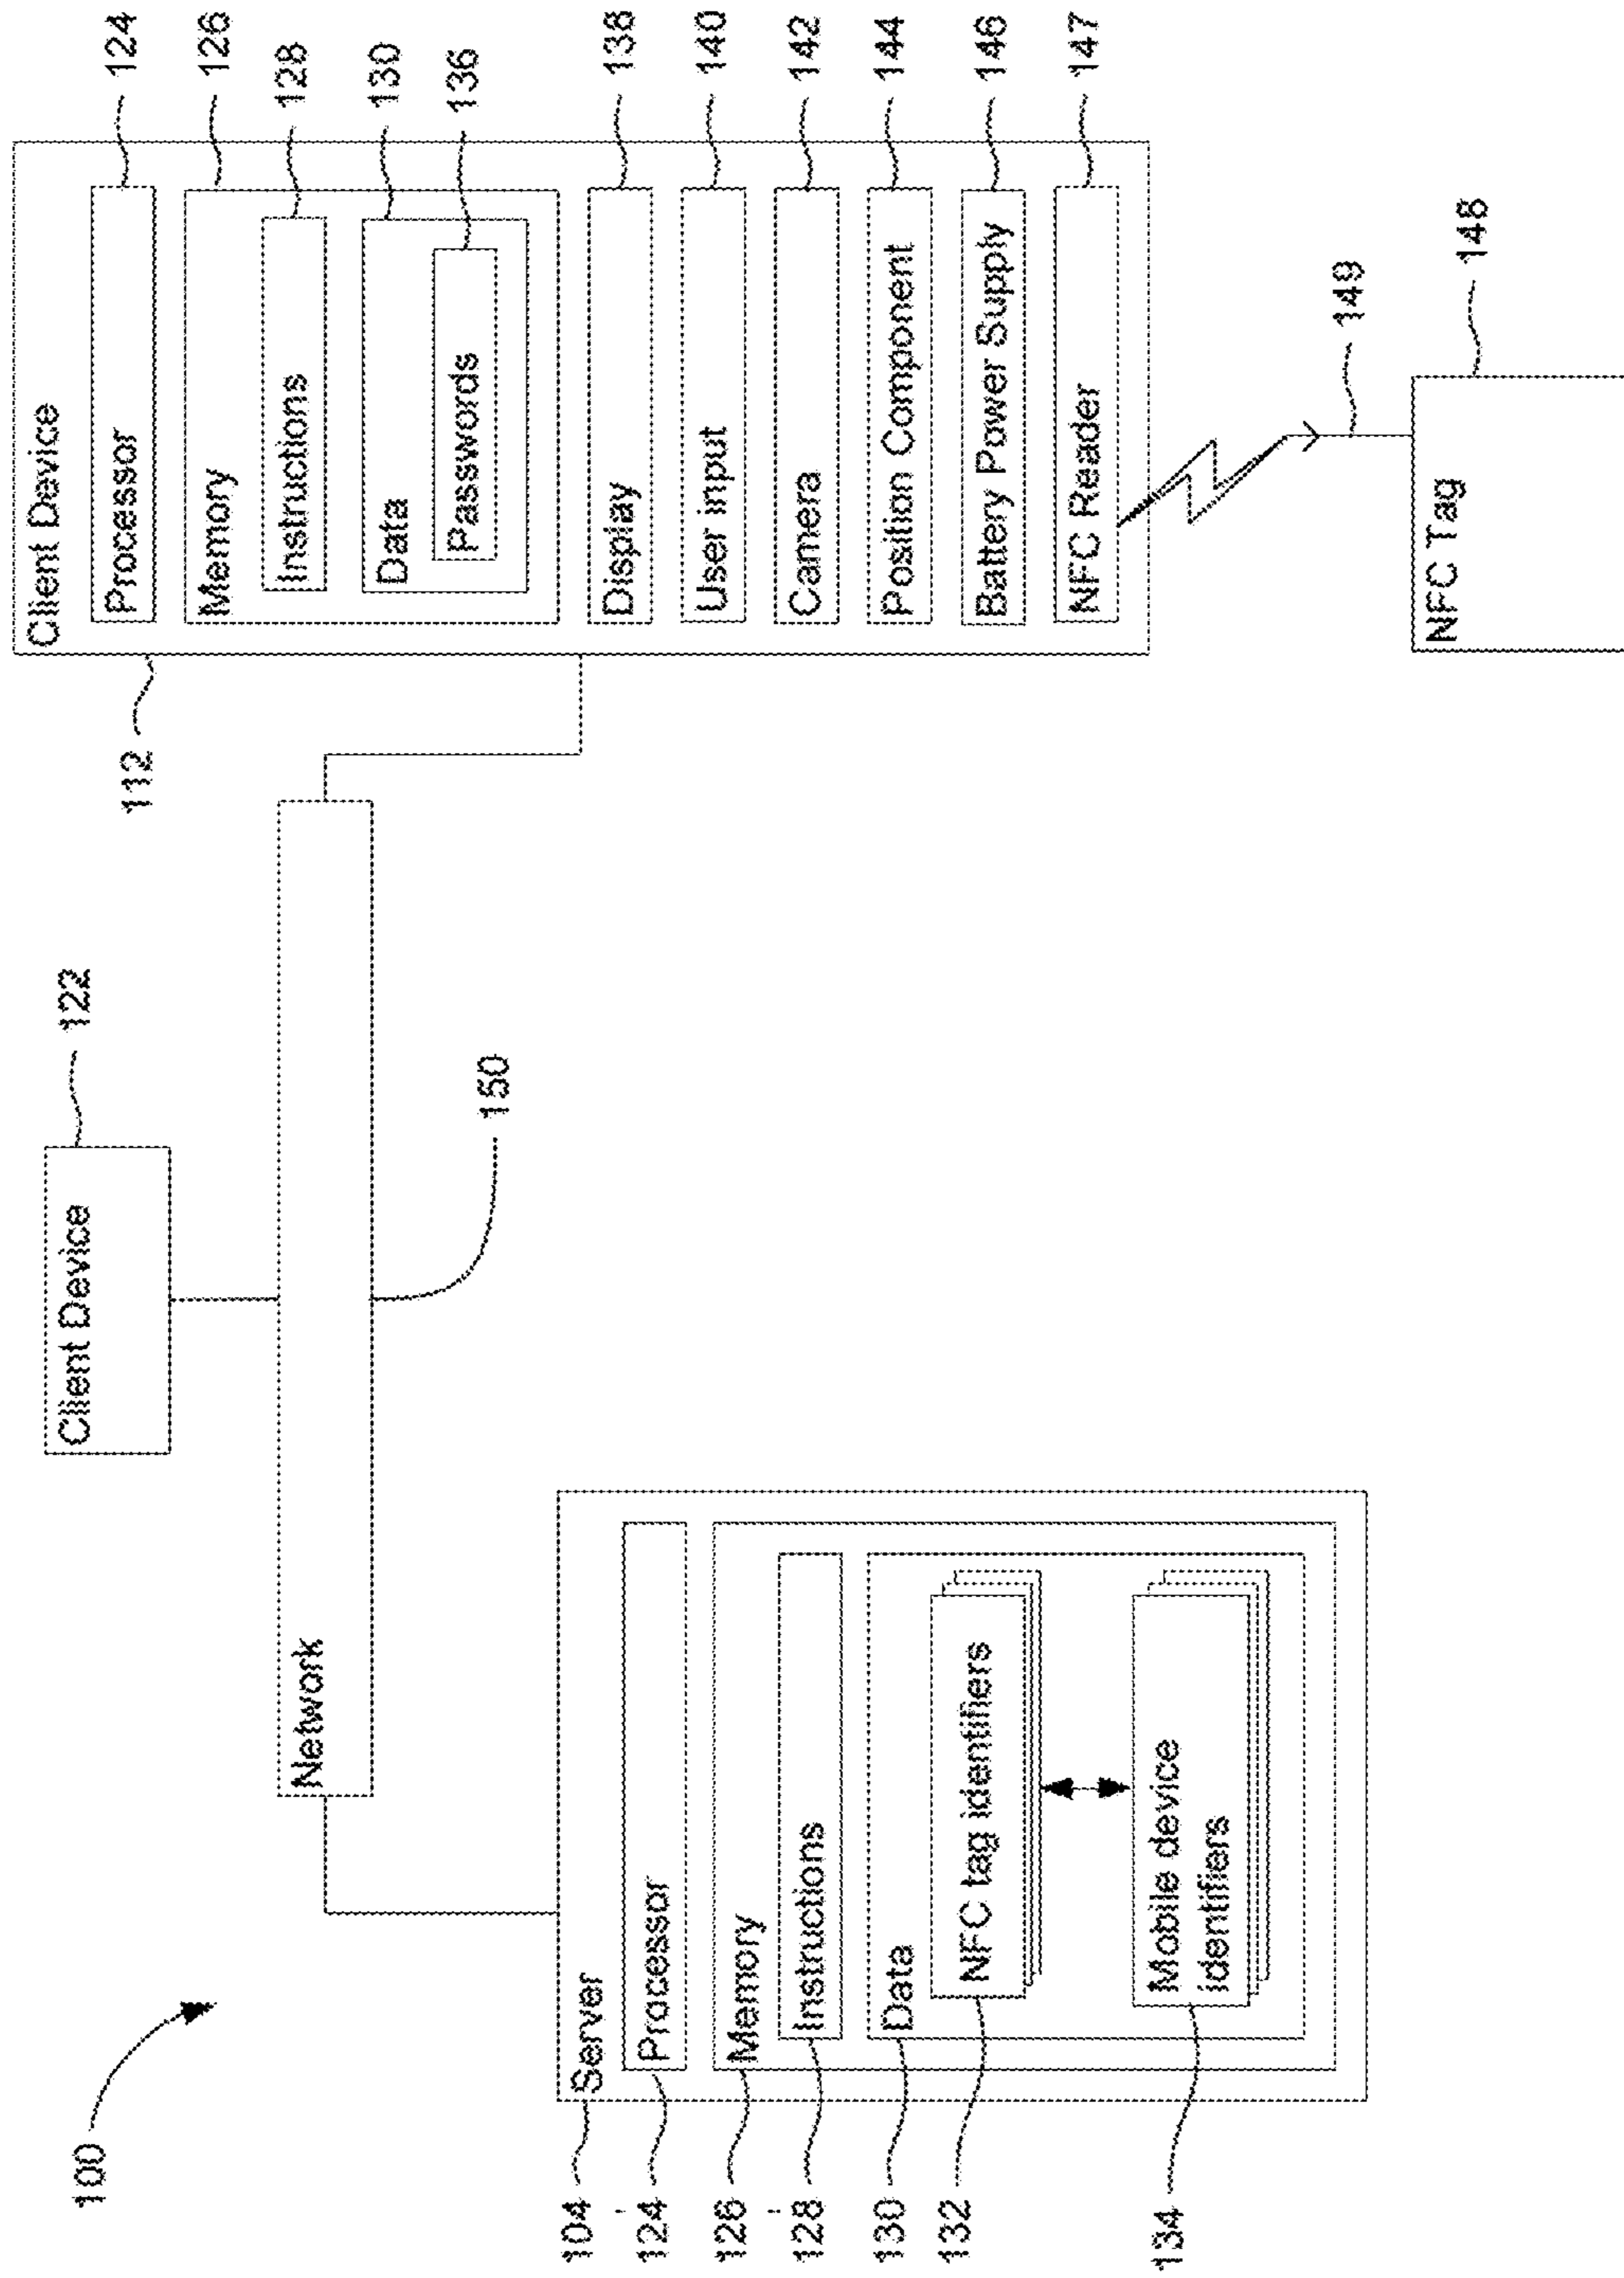 100
Client Device
122
Network
150
104
Server
124
Processor
126
Memory
128
Instructions
130
Data
132
NFC tag identifiers
134
Mobile device
identifiers
112
Client Device
Processor
124
Memory
126
Instructions
128
Data
130
Passwords
136
Display
138
User input
140
Camera
142
Position Component
144
Battery Power Supply
146
NFC Reader
147
149
NFC Tag
148